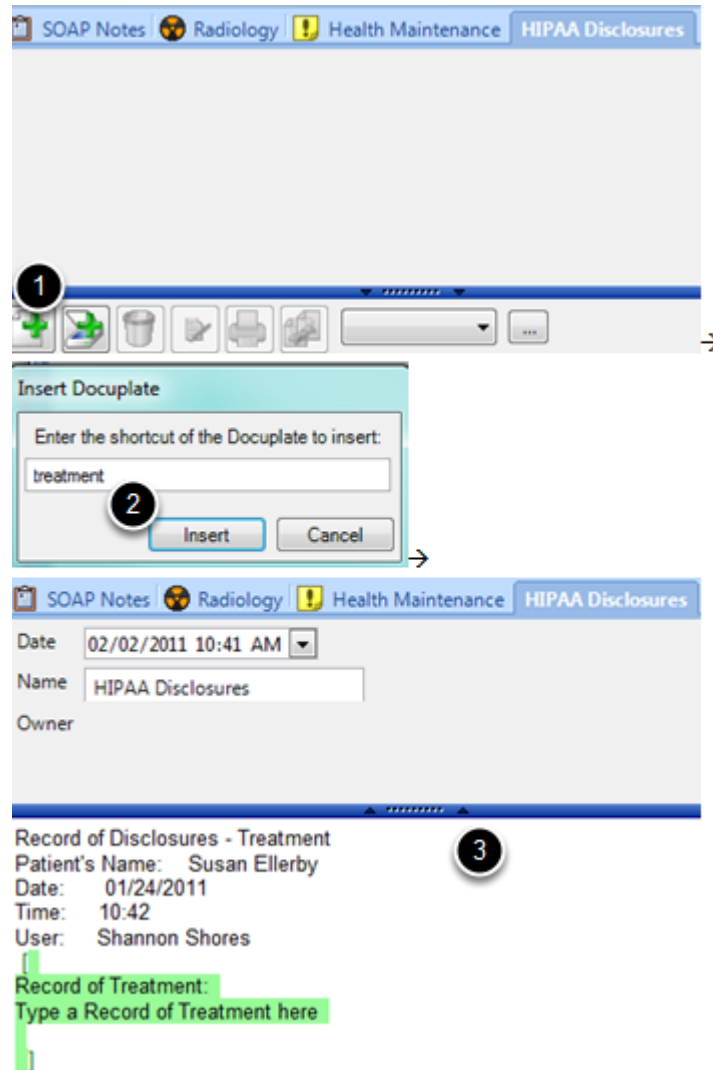 SOAP Notes Radiology Health Maintenance HIPAA Disclosures
1
...
→
Insert Docuplate
Enter the shortcut of the Docuplate to insert:
treatment
2
Insert Cancel
→
SOAP Notes Radiology Health Maintenance HIPAA Disclosures
Date 02/02/2011 10:41 AM
Name HIPAA Disclosures
Owner
Record of Disclosures - Treatment
3
Patient's Name: Susan Ellerby
Date: 01/24/2011
Time: 10:42
User: Shannon Shores
[
Record of Treatment:
Type a Record of Treatment here
]